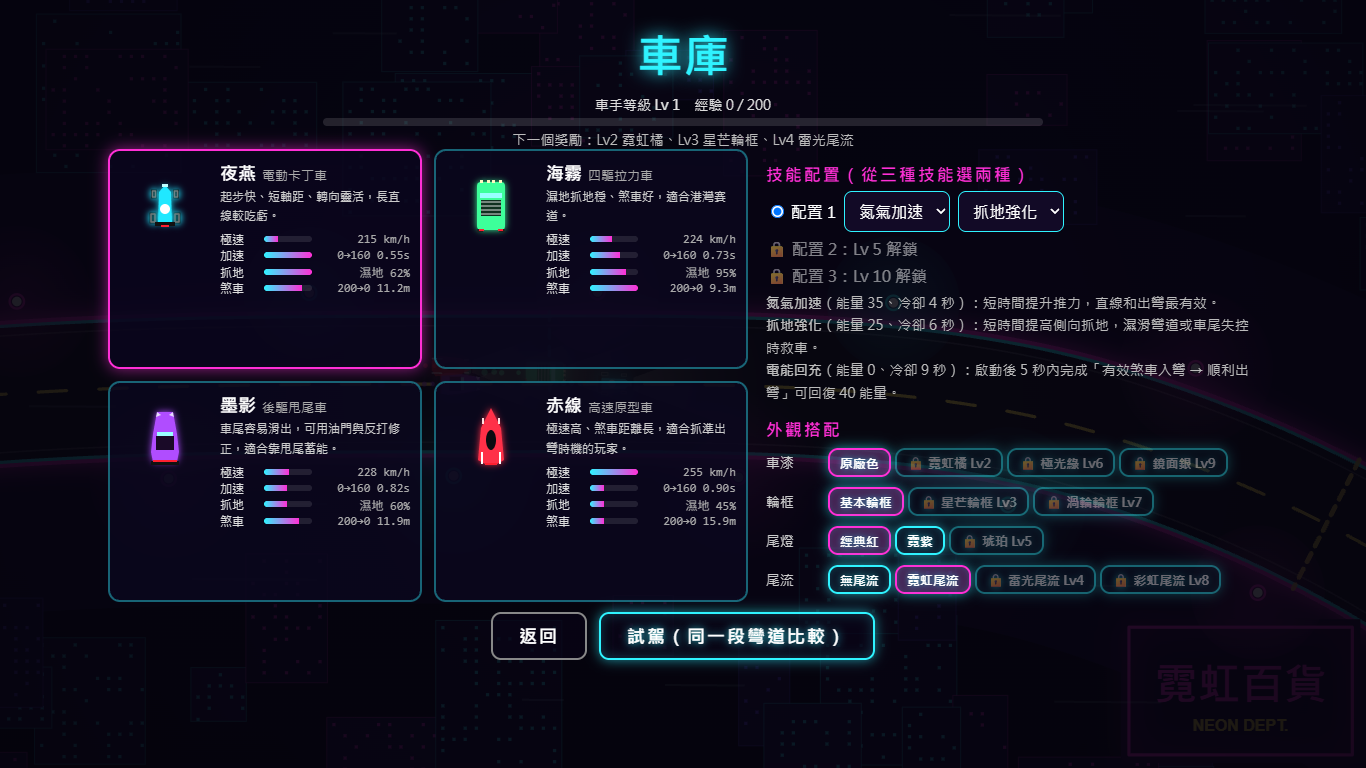 車庫
車手等級 Lv 1 經驗 0 / 200
下一個獎勵：Lv2 霓虹橘、Lv3 星芒輪框、Lv4 雷光尾流
夜燕 電動卡丁車
起步快、短軸距、轉向靈活，長直
線較吃虧。
極速 215 km/h
加速 0→160 0.55s
抓地 濕地 62%
煞車 200→0 11.2m
海霧 四驅拉力車
濕地抓地穩、煞車好，適合港灣賽
道。
極速 224 km/h
加速 0→160 0.73s
抓地 濕地 95%
煞車 200→0 9.3m
墨影 後驅甩尾車
車尾容易滑出，可用油門與反打修
正，適合靠甩尾蓄能。
極速 228 km/h
加速 0→160 0.82s
抓地 濕地 60%
煞車 200→0 11.9m
赤線 高速原型車
極速高、煞車距離長，適合抓準出
彎時機的玩家。
極速 255 km/h
加速 0→160 0.90s
抓地 濕地 45%
煞車 200→0 15.9m
技能配置（從三種技能選兩種）
配置 1 氮氣加速 抓地強化
🔒 配置 2：Lv 5 解鎖
🔒 配置 3：Lv 10 解鎖
氮氣加速（能量 35、冷卻 4 秒）：短時間提升推力，直線和出彎最有效。
抓地強化（能量 25、冷卻 6 秒）：短時間提高側向抓地，濕滑彎道或車尾失控
時救車。
電能回充（能量 0、冷卻 9 秒）：啟動後 5 秒內完成「有效煞車入彎 → 順利出
彎」可回復 40 能量。
外觀搭配
車漆 原廠色 🔒 霓虹橘 Lv2 🔒 極光綠 Lv6 🔒 鏡面銀 Lv9
輪框 基本輪框 🔒 星芒輪框 Lv3 🔒 渦輪輪框 Lv7
尾燈 經典紅 霓紫 🔒 琥珀 Lv5
尾流 無尾流 霓虹尾流 🔒 雷光尾流 Lv4 🔒 彩虹尾流 Lv8
返回 試駕（同一段彎道比較）
霓虹百貨
NEON DEPT.